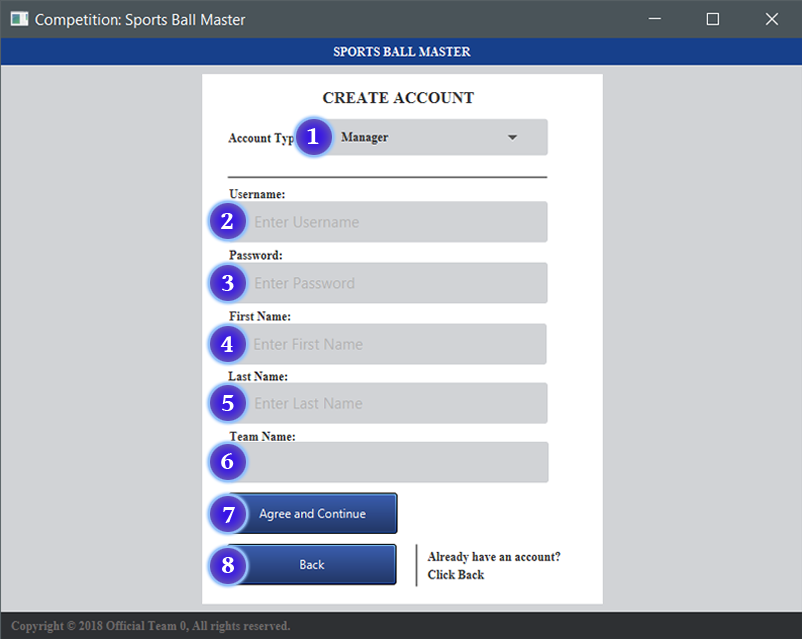 Competition: Sports Ball Master
SPORTS BALL MASTER
CREATE ACCOUNT
Account Typ 1 Manager
Username:
2 Enter Username
Password:
3 Enter Password
First Name:
4 Enter First Name
Last Name:
5 Enter Last Name
Team Name:
6
7 Agree and Continue
8 Back
Already have an account?
Click Back
Copyright © 2018 Official Team 0, All rights reserved.